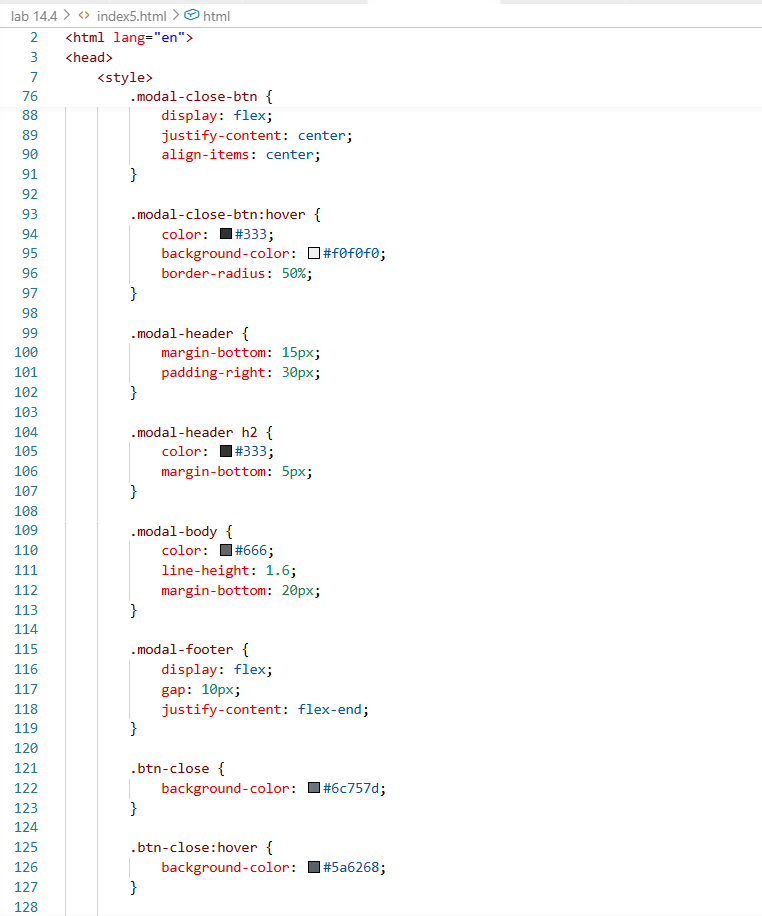 lab 14.4 > <> index5.html > html
2 <html lang="en">
3 <head>
7 <style>
76 .modal-close-btn {
88 display: flex;
89 justify-content: center;
90 align-items: center;
91 }
92
93 .modal-close-btn:hover {
94 color: #333;
95 background-color: #f0f0f0;
96 border-radius: 50%;
97 }
98
99 .modal-header {
100 margin-bottom: 15px;
101 padding-right: 30px;
102 }
103
104 .modal-header h2 {
105 color: #333;
106 margin-bottom: 5px;
107 }
108
109 .modal-body {
110 color: #666;
111 line-height: 1.6;
112 margin-bottom: 20px;
113 }
114
115 .modal-footer {
116 display: flex;
117 gap: 10px;
118 justify-content: flex-end;
119 }
120
121 .btn-close {
122 background-color: #6c757d;
123 }
124
125 .btn-close:hover {
126 background-color: #5a6268;
127 }
128